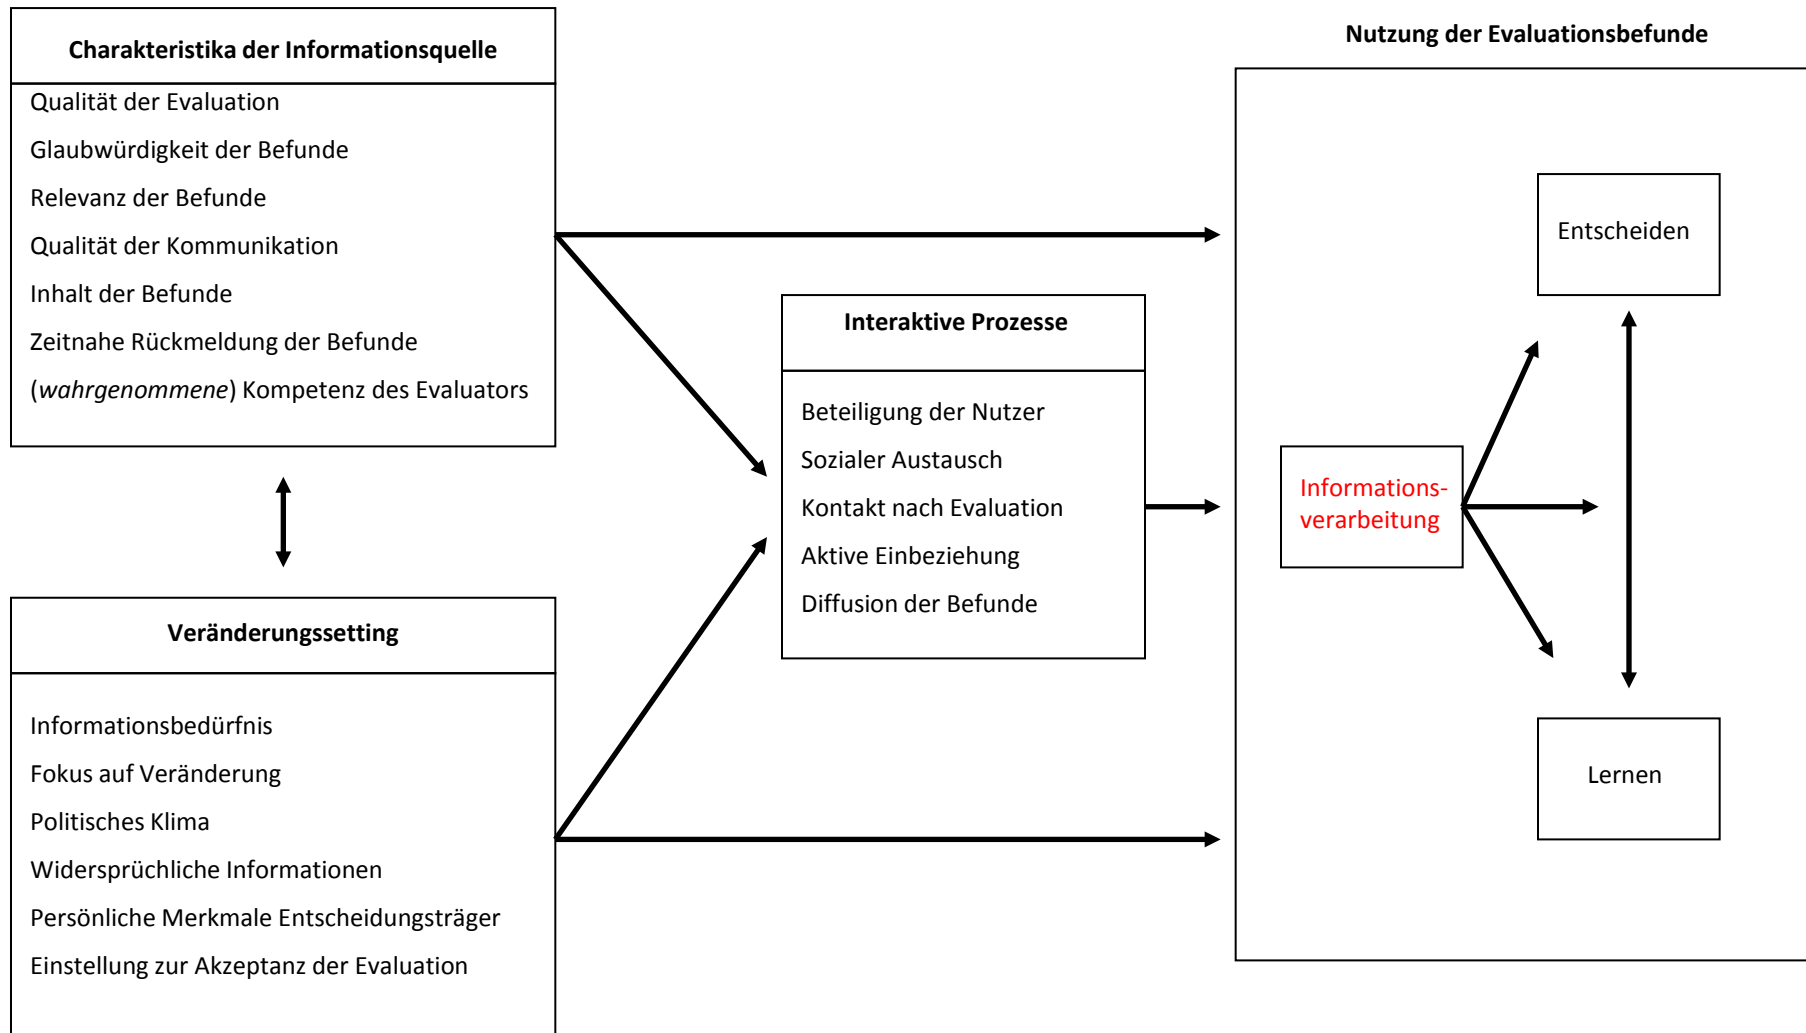 Charakteristika der Informationsquelle
Qualität der Evaluation
Glaubwürdigkeit der Befunde
Relevanz der Befunde
Qualität der Kommunikation
Inhalt der Befunde
Zeitnahe Rückmeldung der Befunde
(wahrgenommene) Kompetenz des Evaluators
Veränderungssetting
Informationsbedürfnis
Fokus auf Veränderung
Politisches Klima
Widersprüchliche Informationen
Persönliche Merkmale Entscheidungsträger
Einstellung zur Akzeptanz der Evaluation
Interaktive Prozesse
Beteiligung der Nutzer
Sozialer Austausch
Kontakt nach Evaluation
Aktive Einbeziehung
Diffusion der Befunde
Nutzung der Evaluationsbefunde
Informations-
verarbeitung
Entscheiden
Lernen